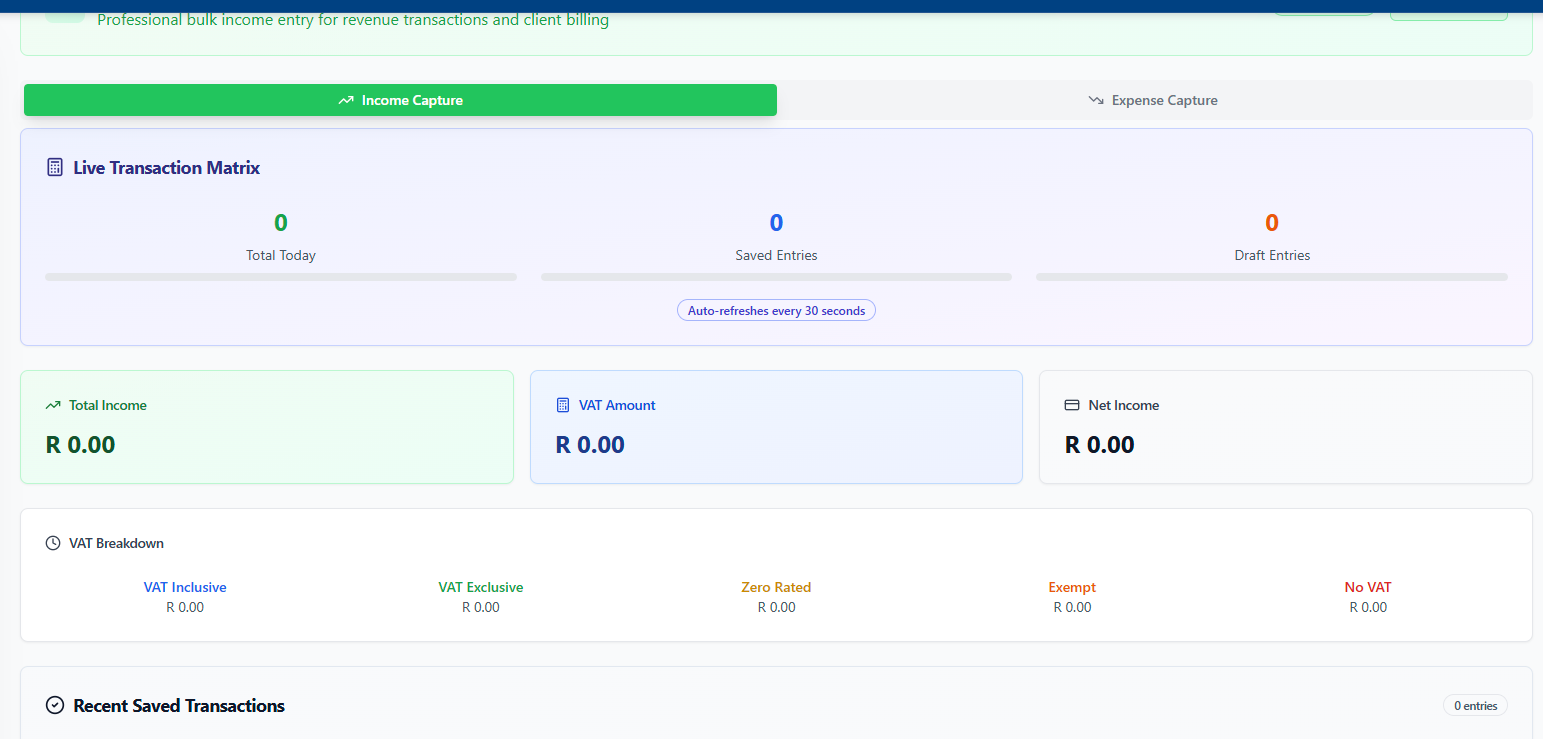 Professional bulk income entry for revenue transactions and client billing
Income Capture
Expense Capture
Live Transaction Matrix
0
0
0
Total Today
Saved Entries
Draft Entries
Auto-refreshes every 30 seconds
Total Income
VAT Amount
Net Income
R 0.00
R 0.00
R 0.00
VAT Breakdown
VAT Inclusive
VAT Exclusive
Zero Rated
Exempt
No VAT
R 0.00
R 0.00
R 0.00
R 0.00
R 0.00
Recent Saved Transactions
0 entries